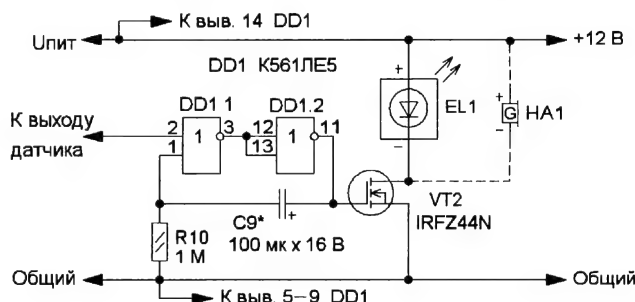 К выв. 14 DD1
Uпит
+12 В
DD1 К561ЛЕ5
DD1 1
DD1.2
К выходу
датчика
2
1
1
3
12
13
1
11
+
EL1
−
+
G
−
HA1
С9*
+
100 мк х 16 В
VT2
IRFZ44N
R10
1 М
Общий
Общий
К выв. 5−9 DD1